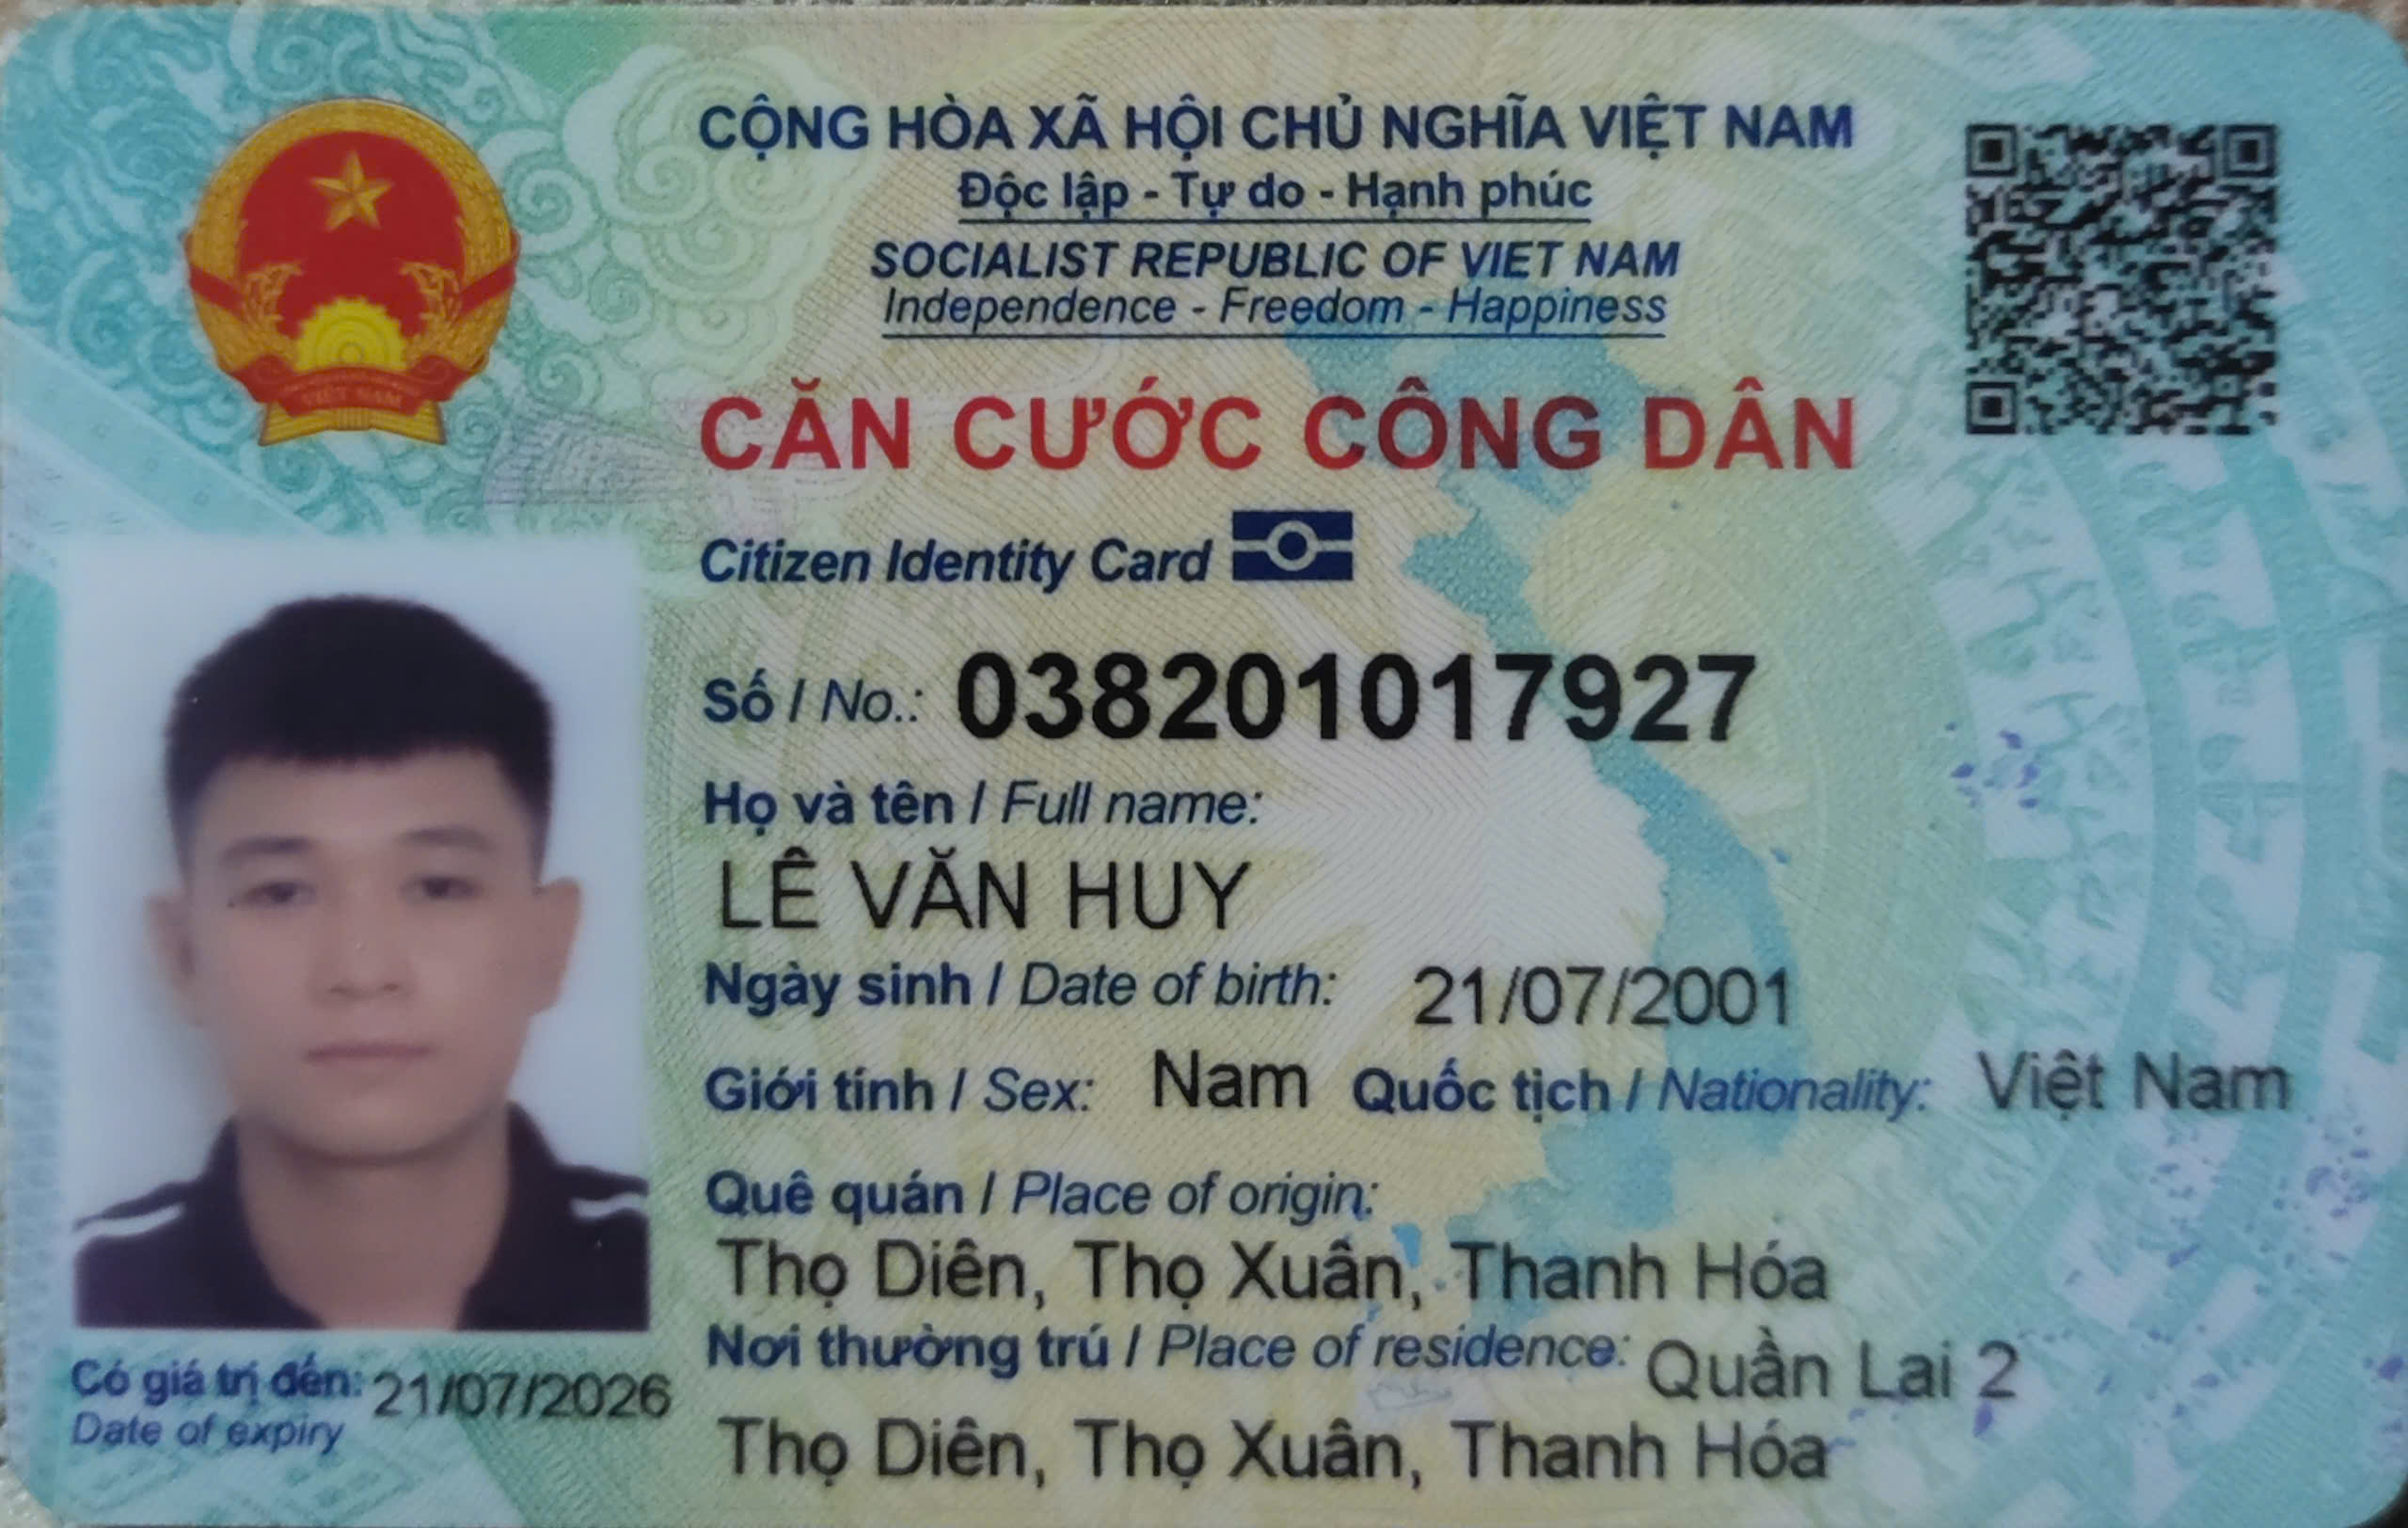 CỘNG HÒA XÃ HỘI CHỦ NGHĨA VIỆT NAM
Độc lập - Tự do - Hạnh phúc
SOCIALIST REPUBLIC OF VIET NAM
Independence - Freedom - Happiness
VIỆT NAM
CĂN CƯỚC CÔNG DÂN
Citizen Identity Card
Số / No.: 038201017927
Họ và tên / Full name:
LÊ VĂN HUY
Ngày sinh / Date of birth: 21/07/2001
Giới tính / Sex: Nam Quốc tịch / Nationality: Việt Nam
Quê quán / Place of origin:
Thọ Diên, Thọ Xuân, Thanh Hóa
Nơi thường trú / Place of residence: Quần Lai 2
Thọ Diên, Thọ Xuân, Thanh Hóa
Có giá trị đến: 21/07/2026
Date of expiry